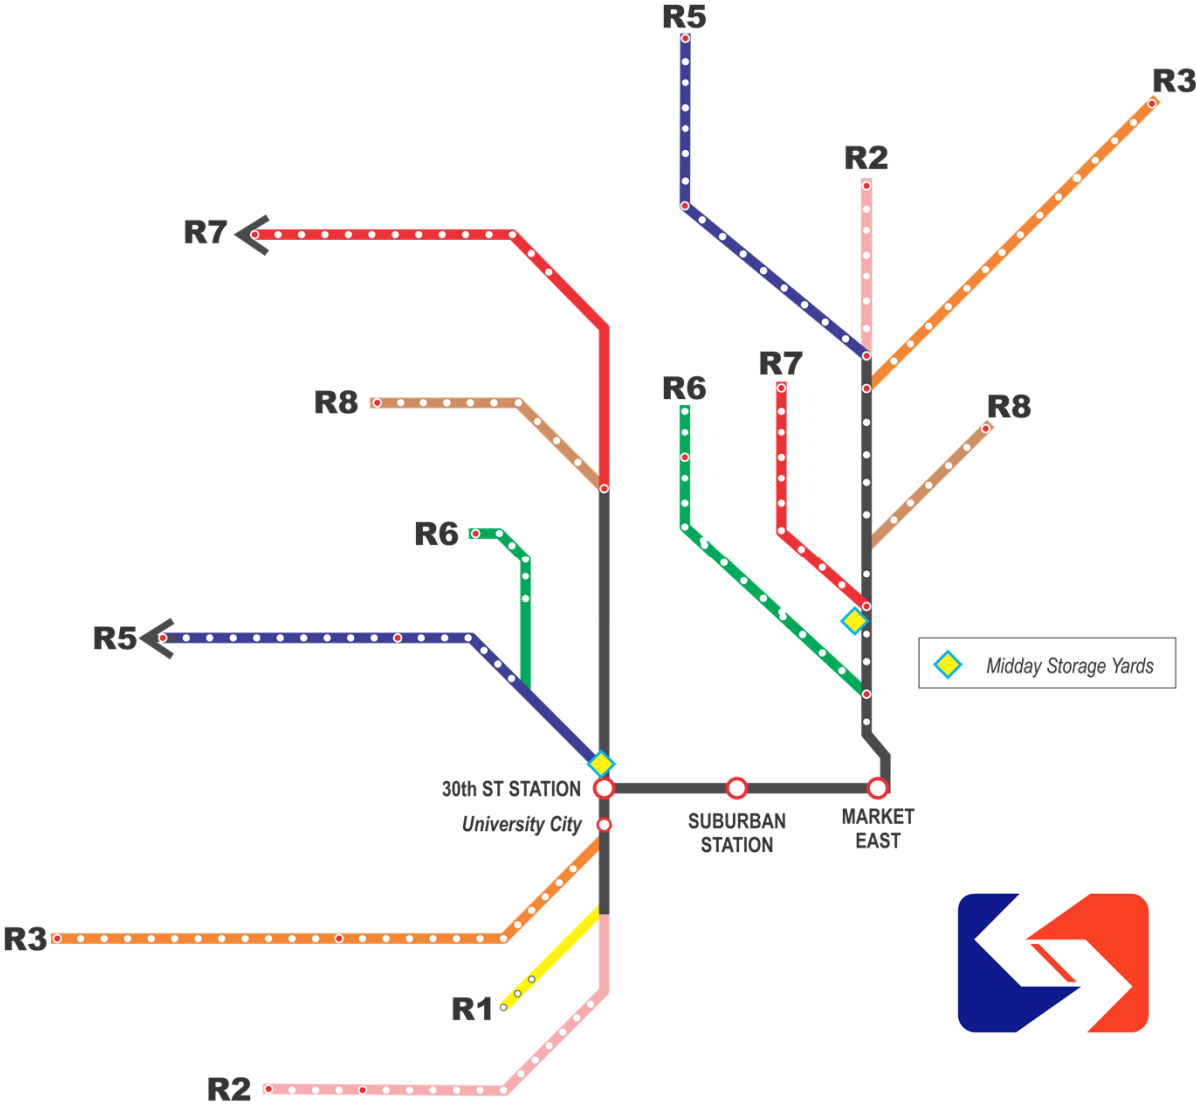 R5
R3
R2
R7
R7
R6
R8
R8
R6
R5
Midday Storage Yards
30th ST STATION
University City
SUBURBAN
STATION
MARKET
EAST
R3
R1
R2